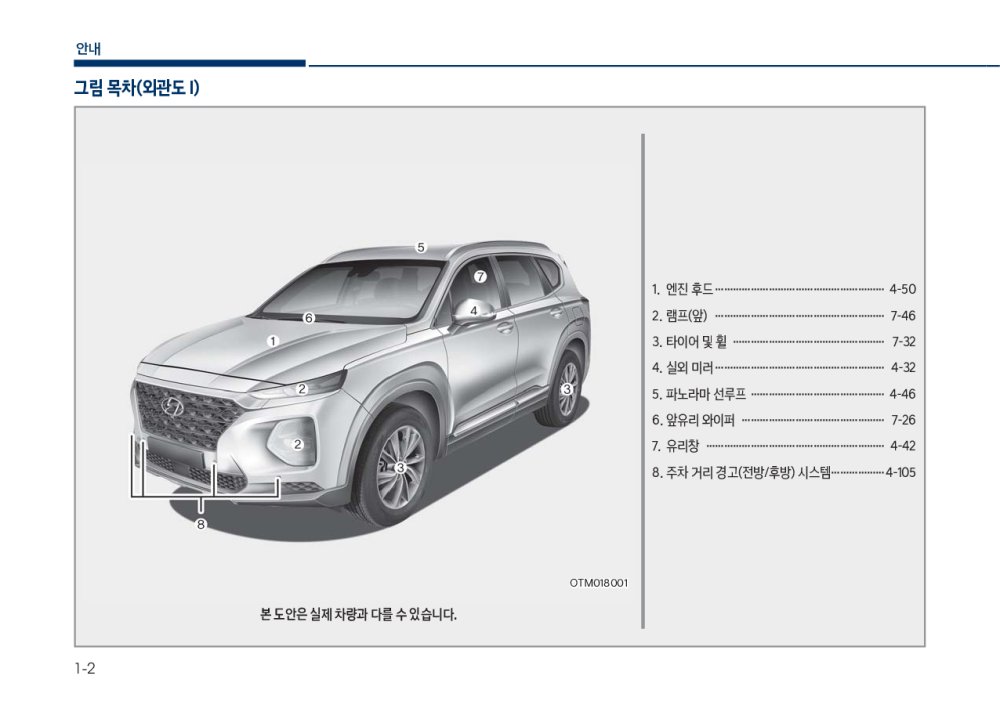 안내
그림 목차(외관도 I)
5
7
4
6
1
2
3
2
3
8
OTM018001
본 도안은 실제 차량과 다를 수 있습니다.
1. 엔진 후드 4-50
2. 램프(앞) 7-46
3. 타이어 및 휠 7-32
4. 실외 미러 4-32
5. 파노라마 선루프 4-46
6. 앞유리 와이퍼 7-26
7. 유리창 4-42
8. 주차 거리 경고(전방/후방) 시스템 4-105
1-2